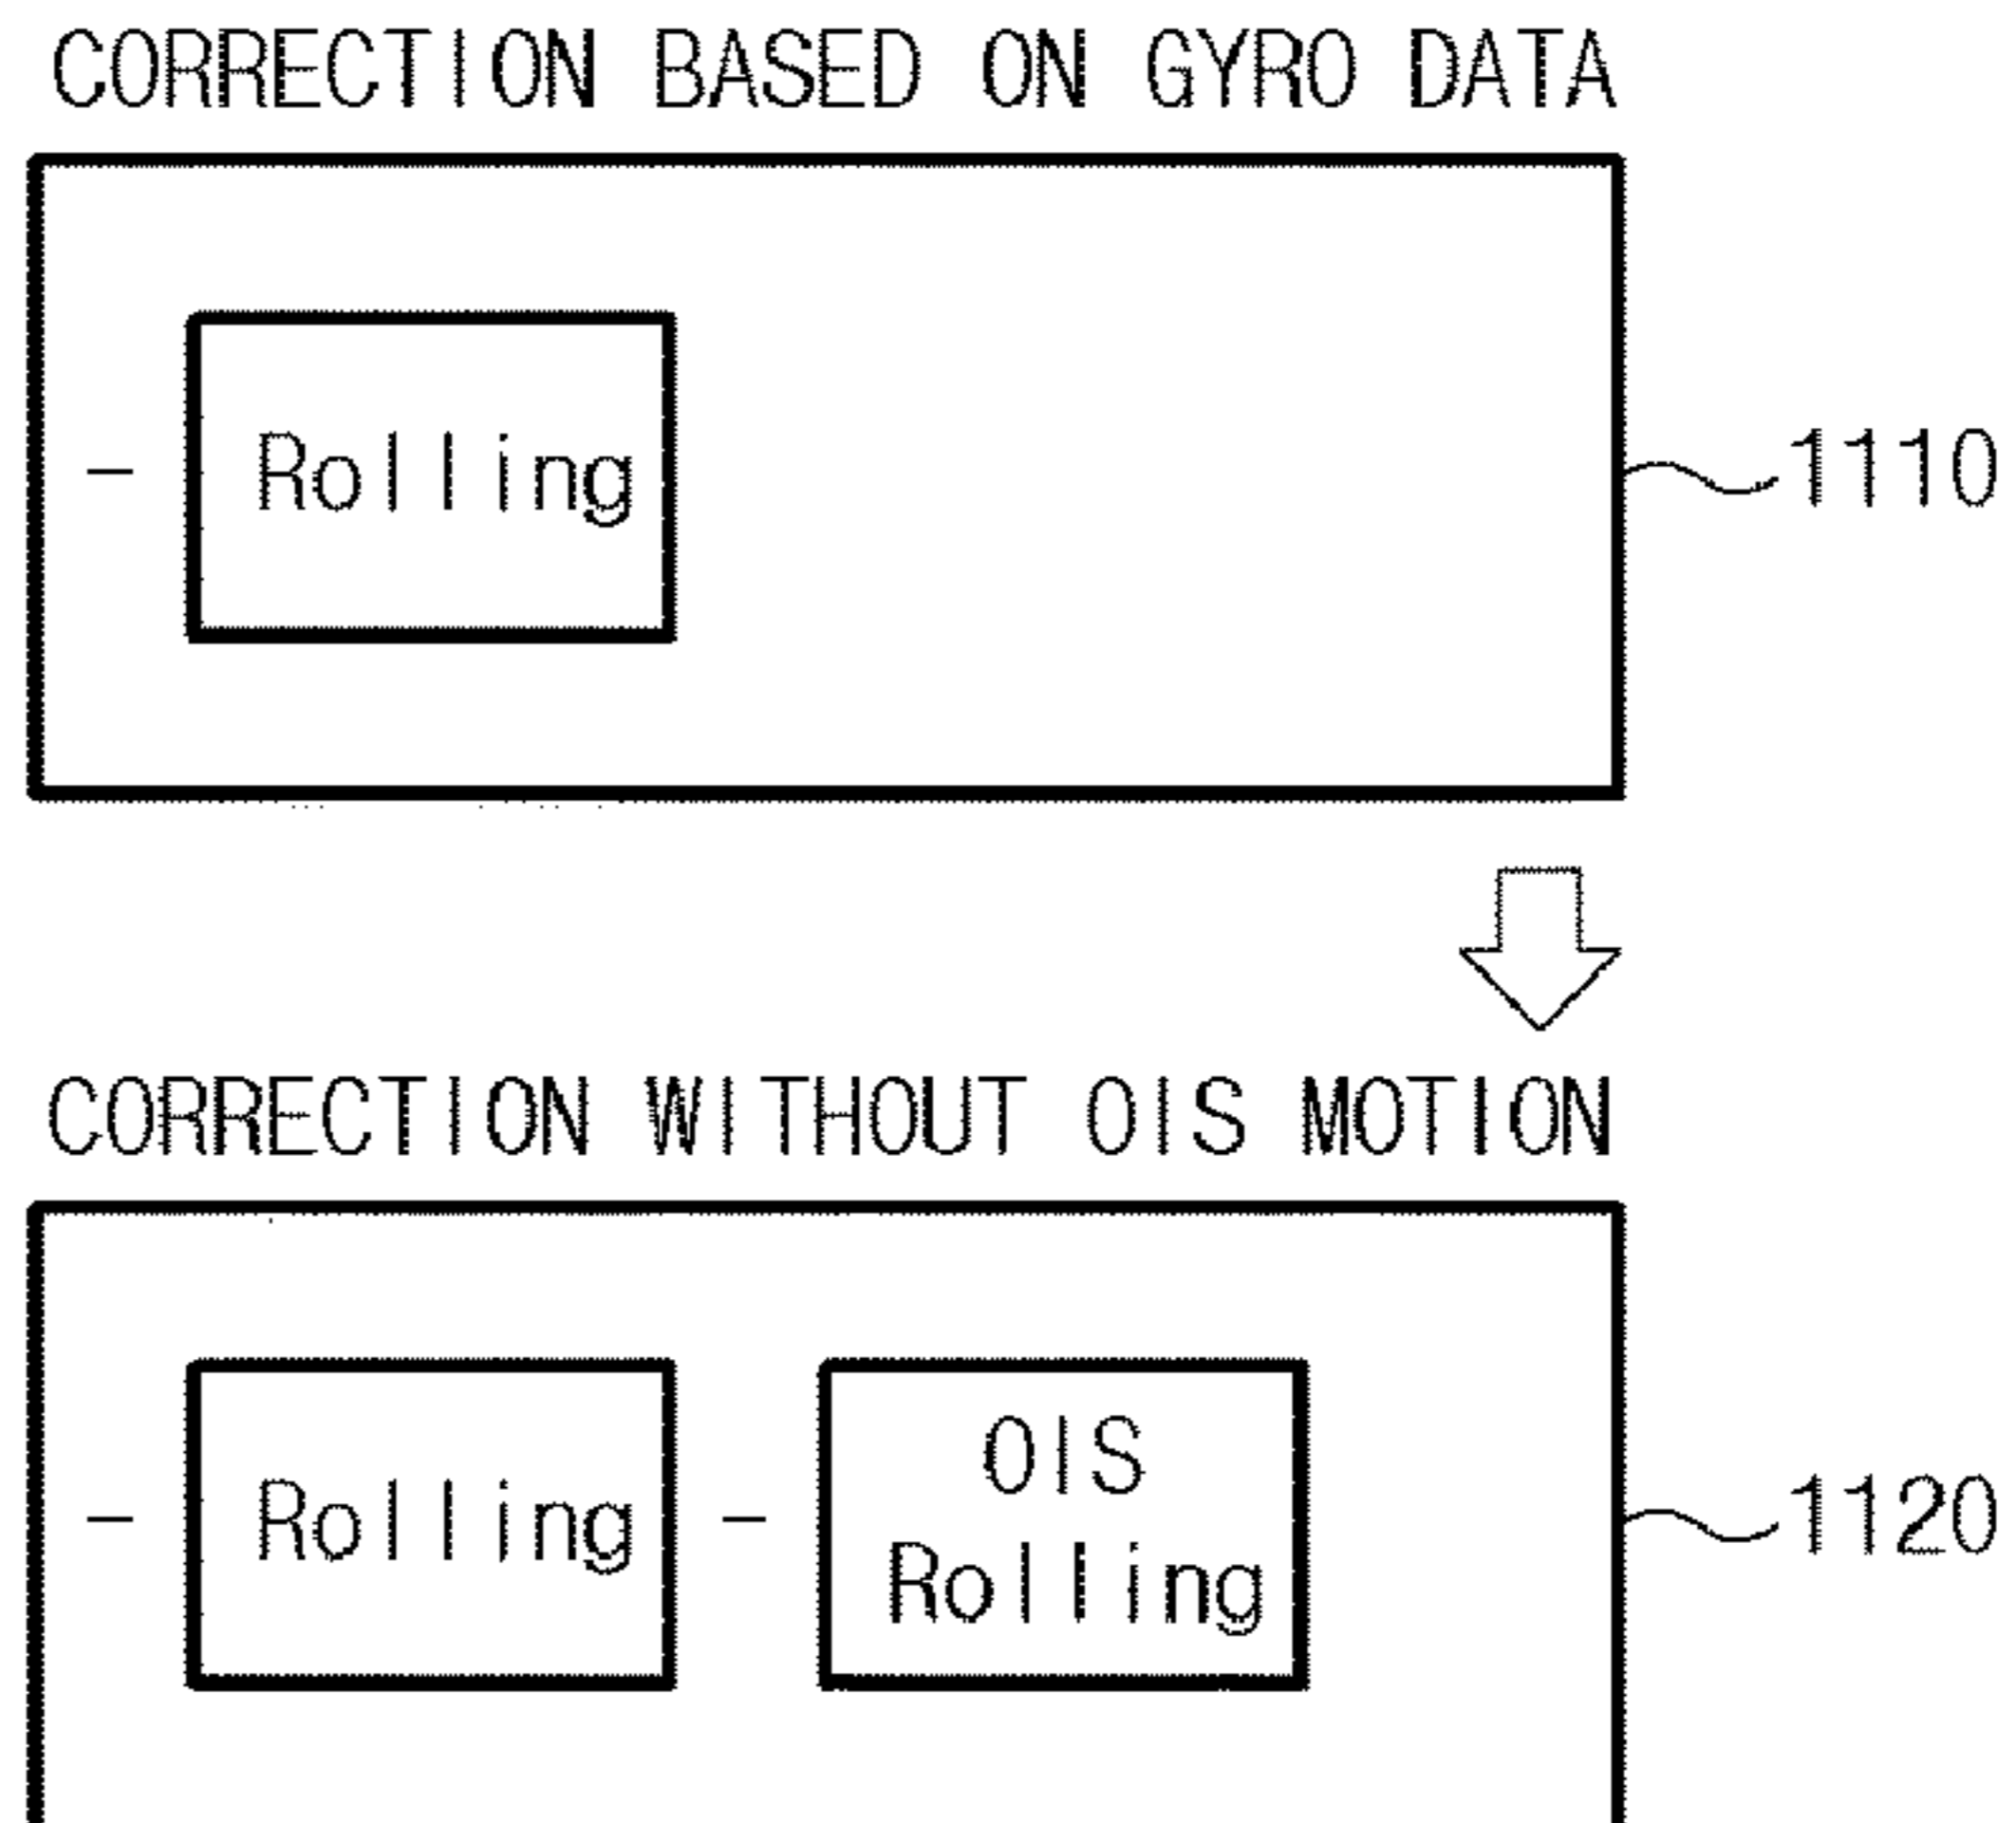 CORRECTION BASED ON GYRO DATA
- Rolling
1110
CORRECTION WITHOUT OIS MOTION
- Rolling - OIS
Rolling
1120